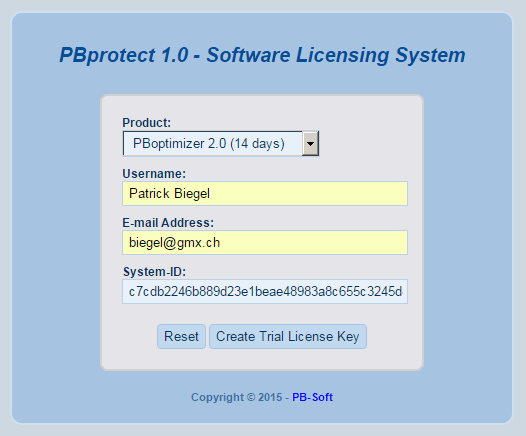 PBprotect 1.0 - Software Licensing System
Product:
PBoptimizer 2.0 (14 days)
Username:
Patrick Biegel
E-mail Address:
biegel@gmx.ch
System-ID:
c7cdb2246b889d23e1beae48983a8c655c3245d
Reset Create Trial License Key
Copyright © 2015 - PB-Soft